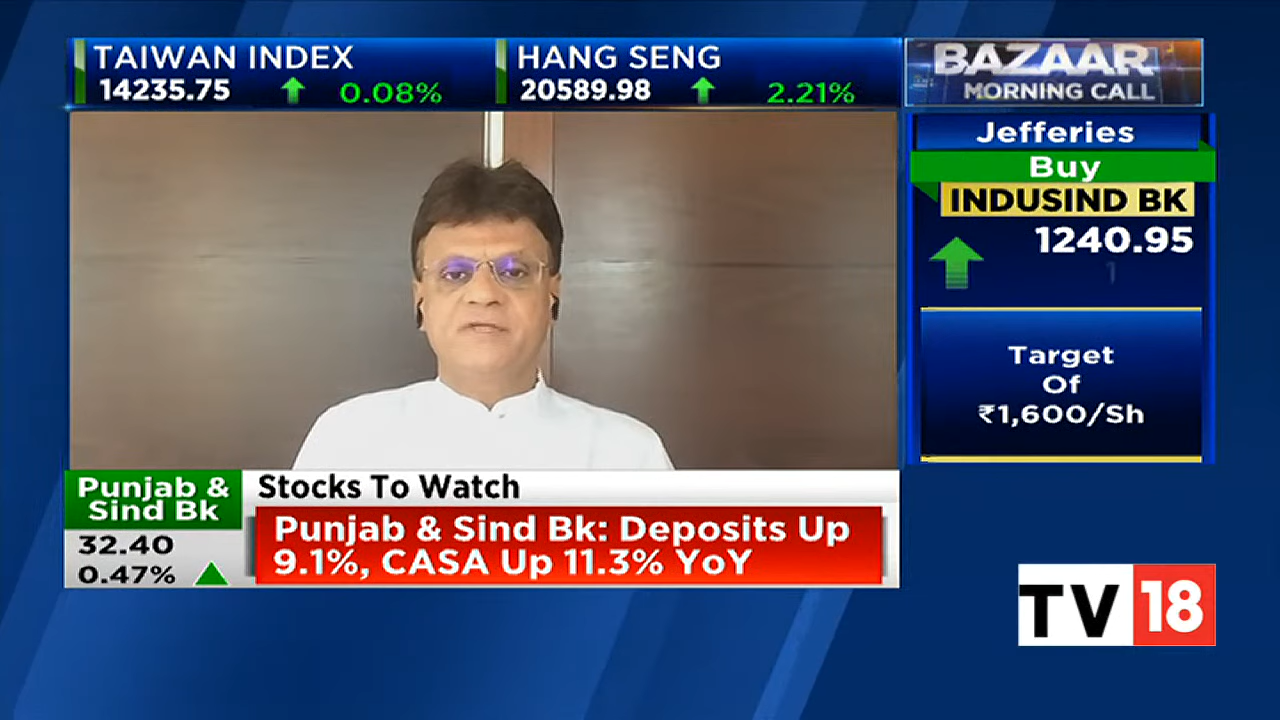 TAIWAN INDEX
14235.75 0.08%
HANG SENG
20589.98 2.21%
BAZAAR
MORNING CALL
Jefferies
Buy
INDUSIND BK
1240.95
1
Target
Of
₹1,600/Sh
Punjab &
Sind Bk
32.40
0.47%
Stocks To Watch
Punjab & Sind Bk: Deposits Up
9.1%, CASA Up 11.3% YoY
TV18